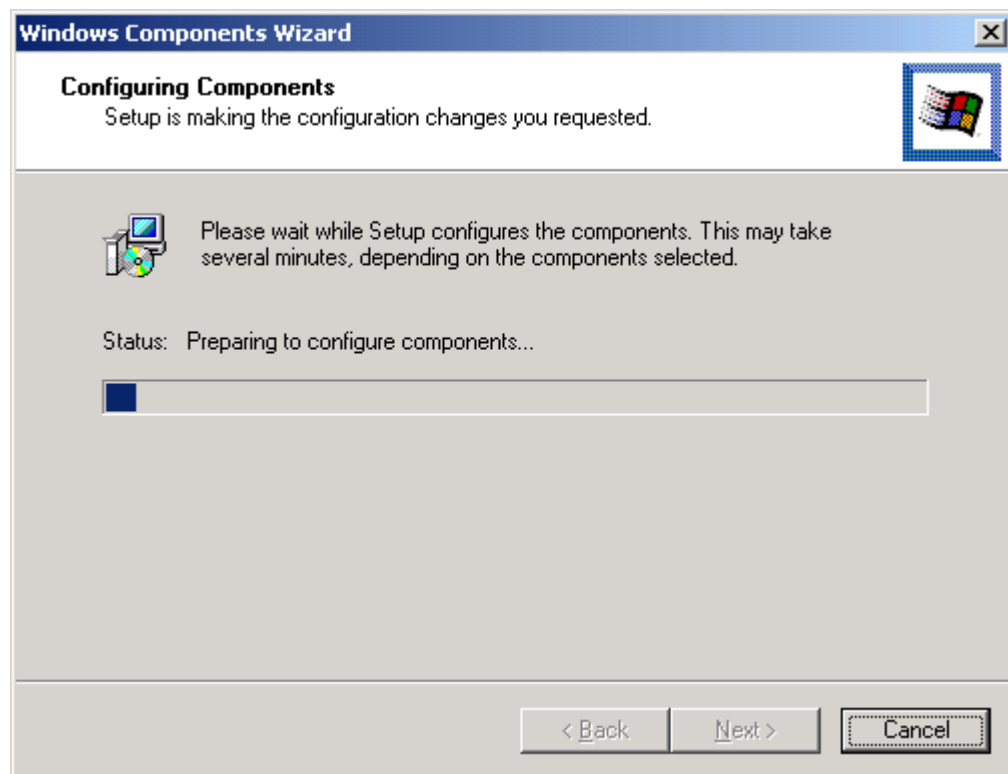 Windows Components Wizard
Configuring Components
Setup is making the configuration changes you requested.
Please wait while Setup configures the components. This may take
several minutes, depending on the components selected.
Status: Preparing to configure components...
< Back Next > Cancel